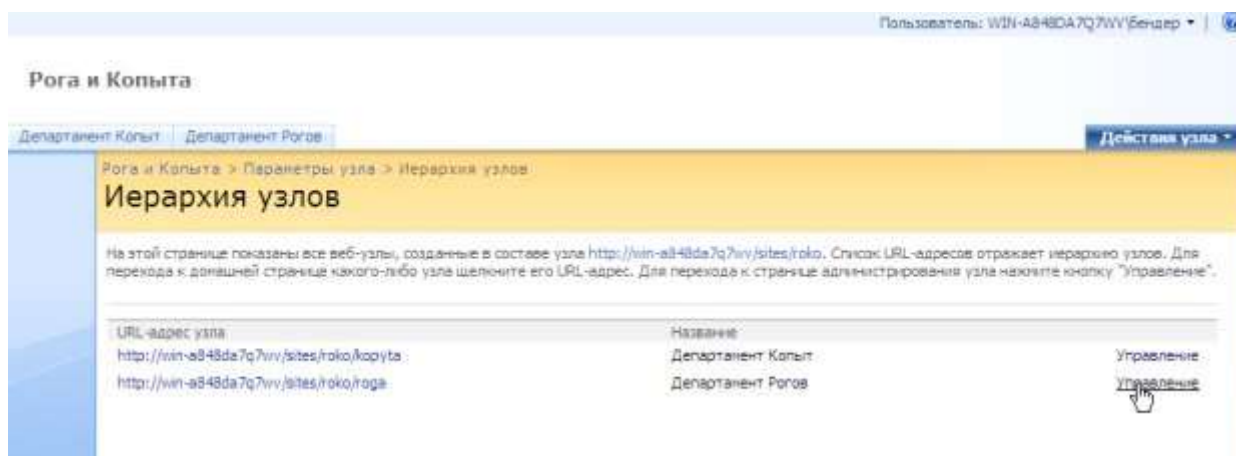 Пользователь: WIN-A848DA7Q7WV\бендер
Рога и Копыта
Департамент Копыт Департамент Рогов Действия узла
Рога и Копыта > Параметры узла > Иерархия узлов
Иерархия узлов
На этой странице показаны все веб-узлы, созданные в составе узла http://win-a848da7q7wv/sites/roko. Список URL-адресов отражает иерархию узлов. Для
перехода к домашней странице какого-либо узла щелкните его URL-адрес. Для перехода к странице администрирования узла нажмите кнопку "Управление".
URL-адрес узла Название
http://win-a848da7q7wv/sites/roko/kopyta Департамент Копыт Управление
http://win-a848da7q7wv/sites/roko/roga Департамент Рогов Управление